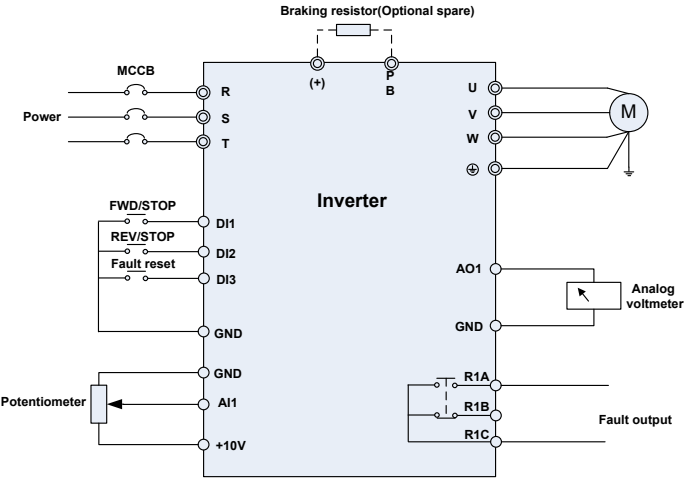 Braking resistor(Optional spare)
MCCB
(+)
P
B
R
U
Power
S
V
M
T
W
Inverter
FWD/STOP
DI1
REV/STOP
DI2
Fault reset
DI3
AO1
Analog
voltmeter
GND
GND
GND
R1A
Potentiometer
AI1
R1B
Fault output
R1C
+10V